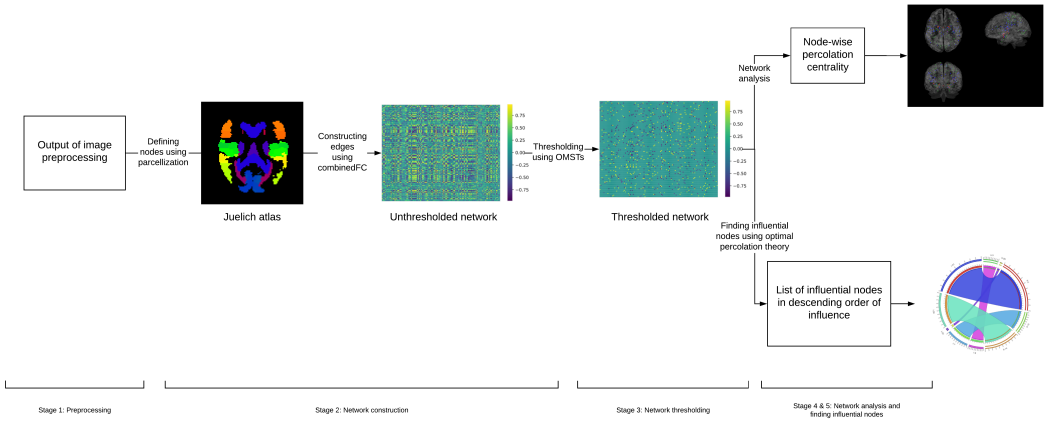 Node-wise
percolation
centrality
Network
analysis
Output of image
preprocessing
Defining
nodes using
parcellization
Juelich atlas
Constructing
edges
using
combinedFC
0.75
0.50
0.25
0.00
−0.25
−0.50
−0.75
Unthresholded network
Thresholding
using OMSTs
0.75
0.50
0.25
0.00
−0.25
−0.50
−0.75
Thresholded network
Finding influential
nodes using optimal
percolation theory
List of influential nodes
in descending order of
influence
Stage 1: Preprocessing
Stage 2: Network construction
Stage 3: Network thresholding
Stage 4 & 5: Network analysis and
finding influential nodes